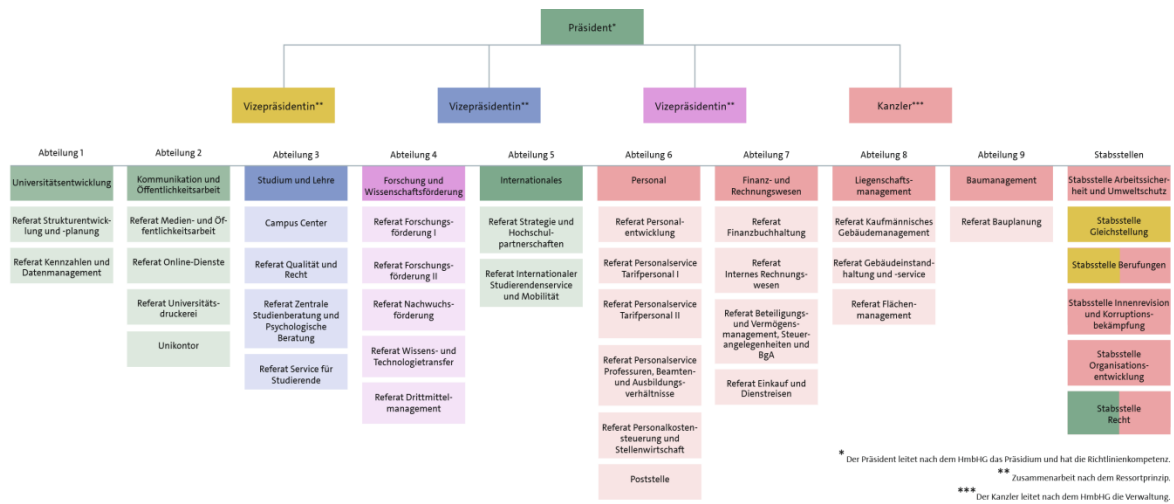 Präsident*
Vizepräsidentin**
Vizepräsidentin**
Vizepräsidentin**
Kanzler***
Abteilung 1
Universitätsentwicklung
Referat Strukturentwick-
lung und -planung
Referat Kennzahlen und
Datenmanagement
Abteilung 2
Kommunikation und
Öffentlichkeitsarbeit
Referat Medien- und Öf-
fentlichkeitsarbeit
Referat Online-Dienste
Referat Universitäts-
druckerei
Unikontor
Abteilung 3
Studium und Lehre
Campus Center
Referat Qualität und
Recht
Referat Zentrale
Studienberatung und
Psychologische
Beratung
Referat Service für
Studierende
Abteilung 4
Forschung und
Wissenschaftsförderung
Referat Forschungs-
förderung I
Referat Forschungs-
förderung II
Referat Nachwuchs-
förderung
Referat Wissens- und
Technologietransfer
Referat Drittmittel-
management
Abteilung 5
Internationales
Referat Strategie und
Hochschul-
partnerschaften
Referat Internationaler
Studierendenservice
und Mobilität
Abteilung 6
Personal
Referat Personal-
entwicklung
Referat Personalservice
Tarifpersonal I
Referat Personalservice
Tarifpersonal II
Referat Personalservice
Professuren, Beamten-
und Ausbildungs-
verhältnisse
Referat Personalkosten-
steuerung und
Stellenwirtschaft
Poststelle
Abteilung 7
Finanz- und
Rechnungswesen
Referat
Finanzbuchhaltung
Referat
Internes Rechnungs-
wesen
Referat Beteiligungs-
und Vermögens-
management, Steuer-
angelegenheiten und
BgA
Referat Einkauf und
Dienstreisen
Abteilung 8
Liegenschafts-
management
Referat Kaufmännisches
Gebäudemanagement
Referat Gebäudeinstand-
haltung und -service
Referat Flächen-
management
Abteilung 9
Baumanagement
Referat Bauplanung
Stabsstellen
Stabsstelle Arbeitssicher-
heit und Umweltschutz
Stabsstelle
Gleichstellung
Stabsstelle Berufungen
Stabsstelle Innenrevision
und Korruptions-
bekämpfung
Stabsstelle
Organisations-
entwicklung
Stabsstelle
Recht
* Der Präsident leitet nach dem HmbHG das Präsidium und hat die Richtlinienkompetenz.
** Zusammenarbeit nach dem Ressortprinzip.
*** Der Kanzler leitet nach dem HmbHG die Verwaltung.